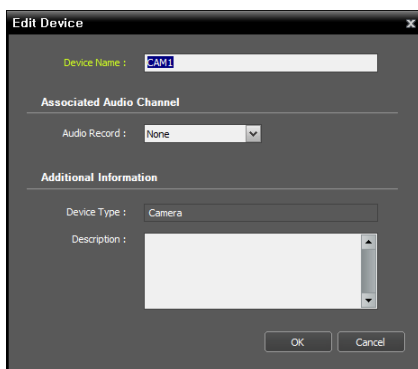 Edit Device x
Device Name : CAM1
Associated Audio Channel
Audio Record : None
Additional Information
Device Type : Camera
Description :
OK Cancel